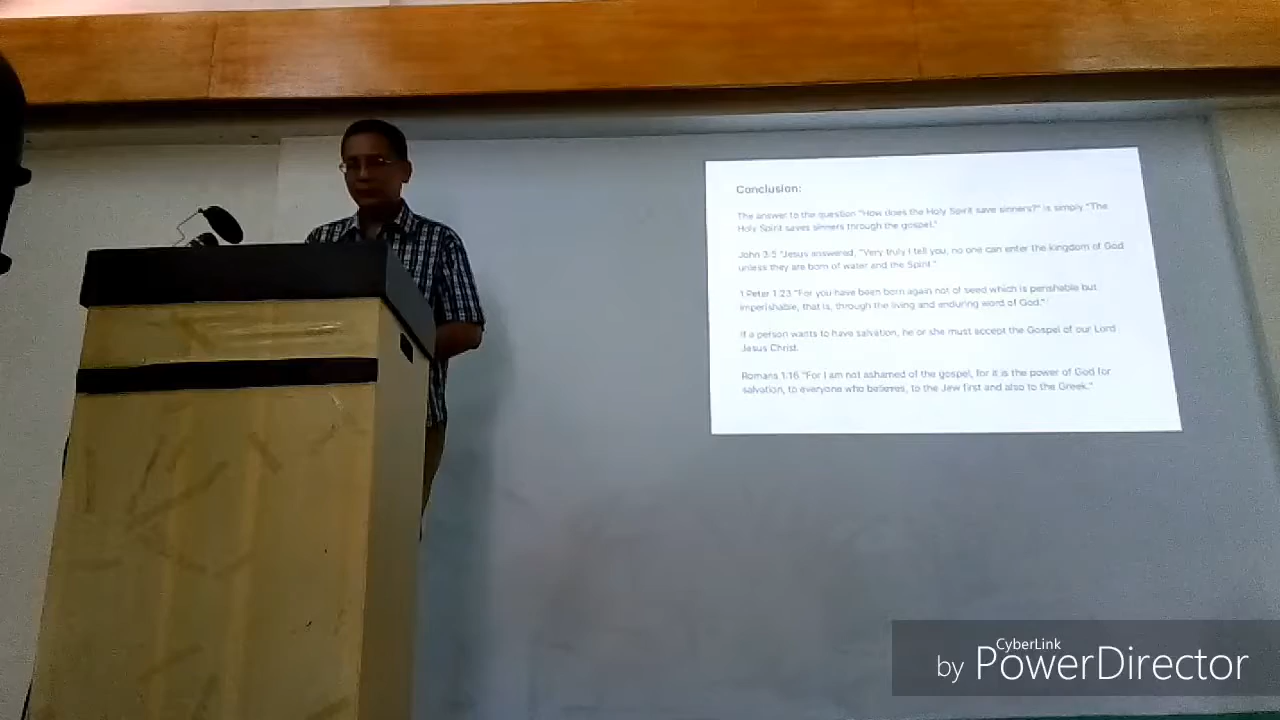 Conclusion:
The answer to the question "How does the Holy Spirit save sinners?" is simply "The
Holy Spirit saves sinners through the gospel."
John 3:5 "Jesus answered, "Very truly I tell you, no one can enter the kingdom of God
unless they are born of water and the Spirit."
1 Peter 1:23 "For you have been born again not of seed which is perishable but
imperishable, that is, through the living and enduring word of God."
If a person wants to have salvation, he or she must accept the Gospel of our Lord
Jesus Christ.
Romans 1:16 "For I am not ashamed of the gospel, for it is the power of God for
salvation, to everyone who believes, to the Jew first and also to the Greek."
CyberLink
by PowerDirector